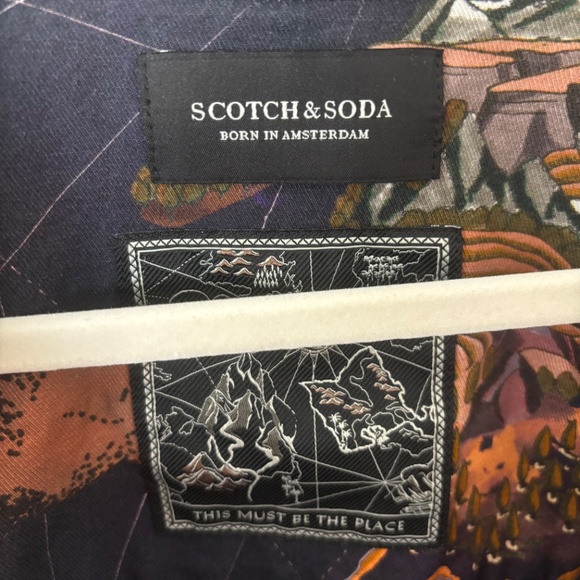 SCOTCH & SODA
BORN IN AMSTERDAM
THIS MUST BE THE PLACE